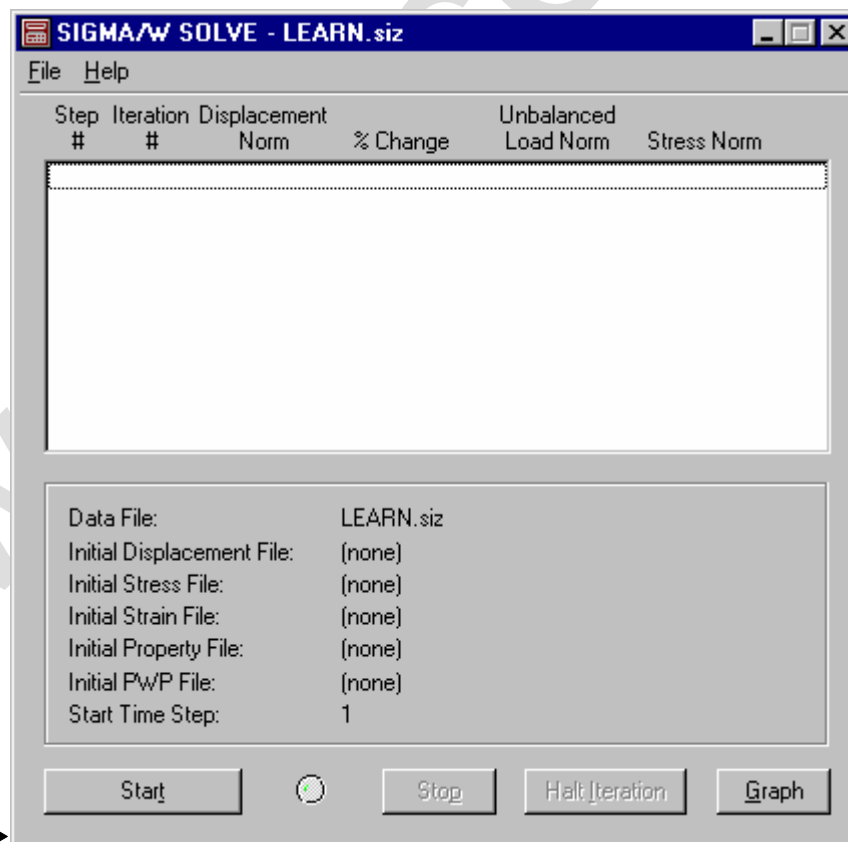 SIGMA/W SOLVE - LEARN.siz
File Help
Step Iteration Displacement Unbalanced
# # Norm % Change Load Norm Stress Norm
Data File: LEARN.siz
Initial Displacement File: (none)
Initial Stress File: (none)
Initial Strain File: (none)
Initial Property File: (none)
Initial PWP File: (none)
Start Time Step: 1
Start Stop Halt Iteration Graph